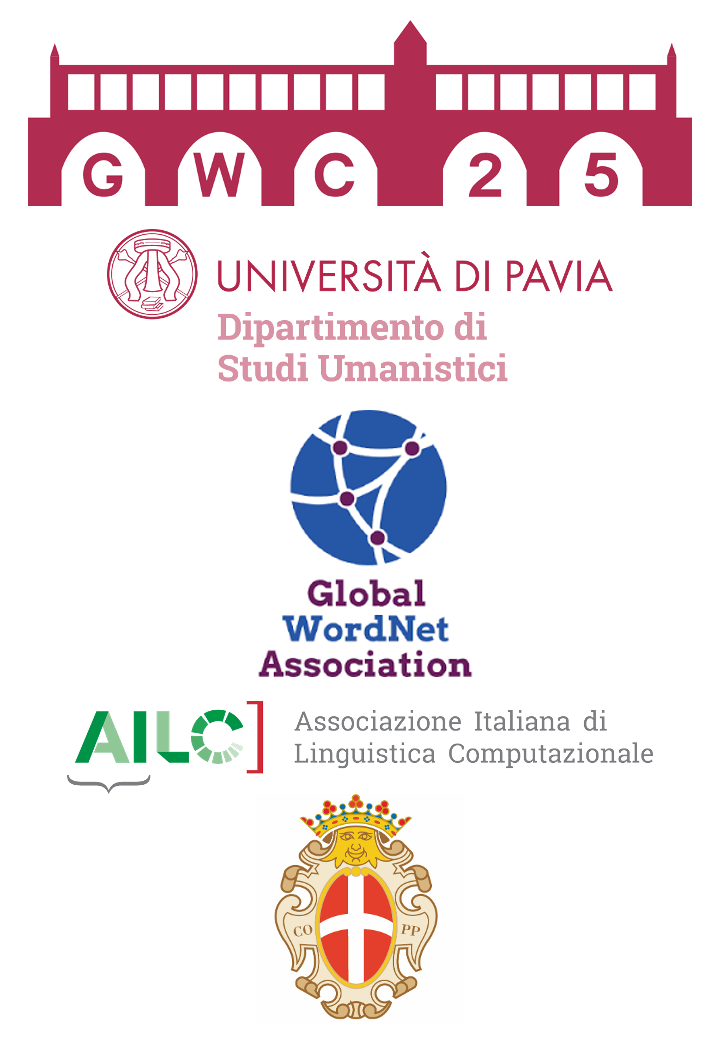 G W C 2 5
UNIVERSITÀ DI PAVIA
Dipartimento di
Studi Umanistici
Global
WordNet
Association
AILC]
Associazione Italiana di
Linguistica Computazionale
CO PP